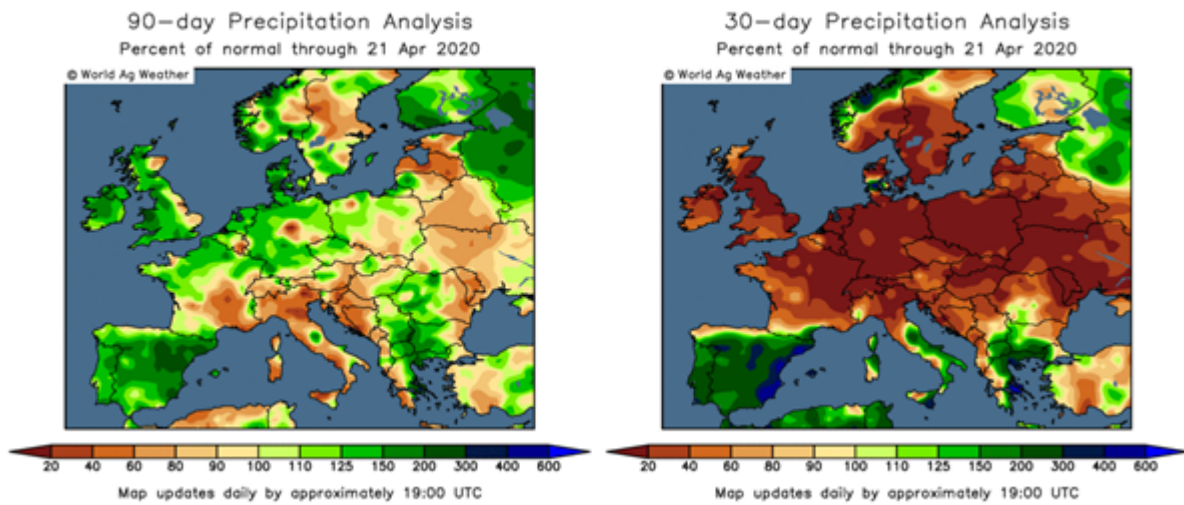 90-day Precipitation Analysis
Percent of normal through 21 Apr 2020
© World Ag Weather
20 40 60 80 90 100 110 125 150 200 300 400 600
Map updates daily by approximately 19:00 UTC
30-day Precipitation Analysis
Percent of normal through 21 Apr 2020
© World Ag Weather
20 40 60 80 90 100 110 125 150 200 300 400 600
Map updates daily by approximately 19:00 UTC